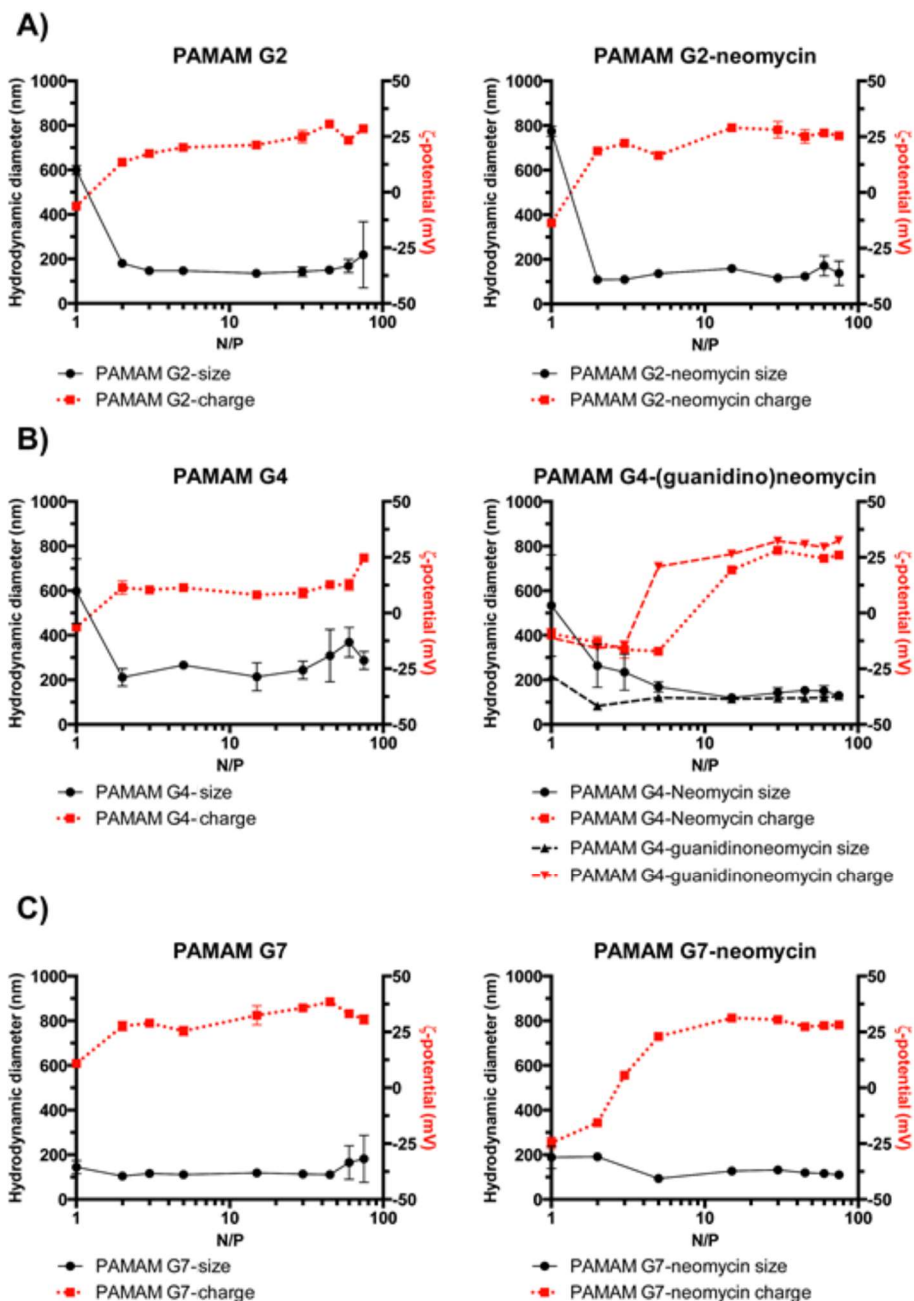 A)
PAMAM G2
Hydrodynamic diameter (nm)
1000
800
600
400
200
0
50
25
0
-25
-50
ζ-potential (mV)
1
10
100
N/P
PAMAM G2-size
PAMAM G2-charge
PAMAM G2-neomycin
Hydrodynamic diameter (nm)
1000
800
600
400
200
0
50
25
0
-25
-50
ζ-potential (mV)
1
10
100
N/P
PAMAM G2-neomycin size
PAMAM G2-neomycin charge
B)
PAMAM G4
Hydrodynamic diameter (nm)
1000
800
600
400
200
0
50
25
0
-25
-50
ζ-potential (mV)
1
10
100
N/P
PAMAM G4-size
PAMAM G4-charge
PAMAM G4-(guanidino)neomycin
Hydrodynamic diameter (nm)
1000
800
600
400
200
0
50
25
0
-25
-50
ζ-potential (mV)
1
10
100
N/P
PAMAM G4-Neomycin size
PAMAM G4-Neomycin charge
PAMAM G4-guanidinoneomycin size
PAMAM G4-guanidinoneomycin charge
C)
PAMAM G7
Hydrodynamic diameter (nm)
1000
800
600
400
200
0
50
25
0
-25
-50
ζ-potential (mV)
1
10
100
N/P
PAMAM G7-size
PAMAM G7-charge
PAMAM G7-neomycin
Hydrodynamic diameter (nm)
1000
800
600
400
200
0
50
25
0
-25
-50
ζ-potential (mV)
1
10
100
N/P
PAMAM G7-neomycin size
PAMAM G7-neomycin charge